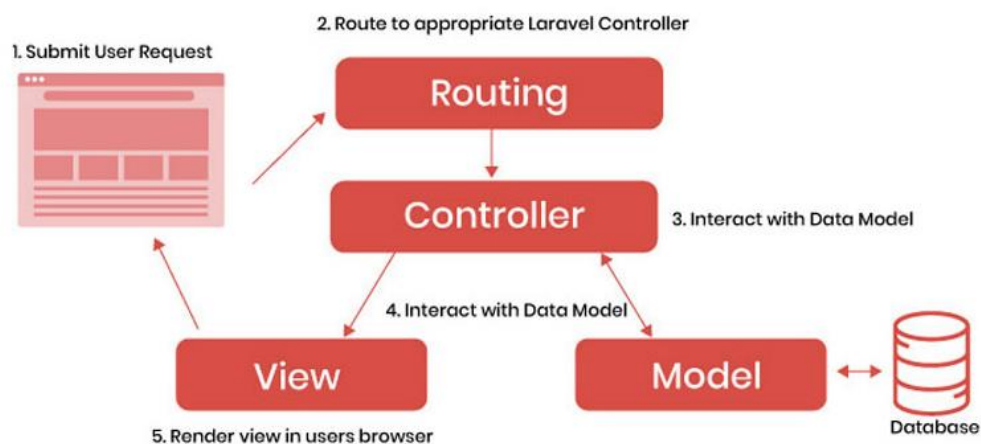 2. Route to appropriate Laravel Controller
1. Submit User Request
Routing
Controller
3. Interact with Data Model
4. Interact with Data Model
View
Model
5. Render view in users browser
Database